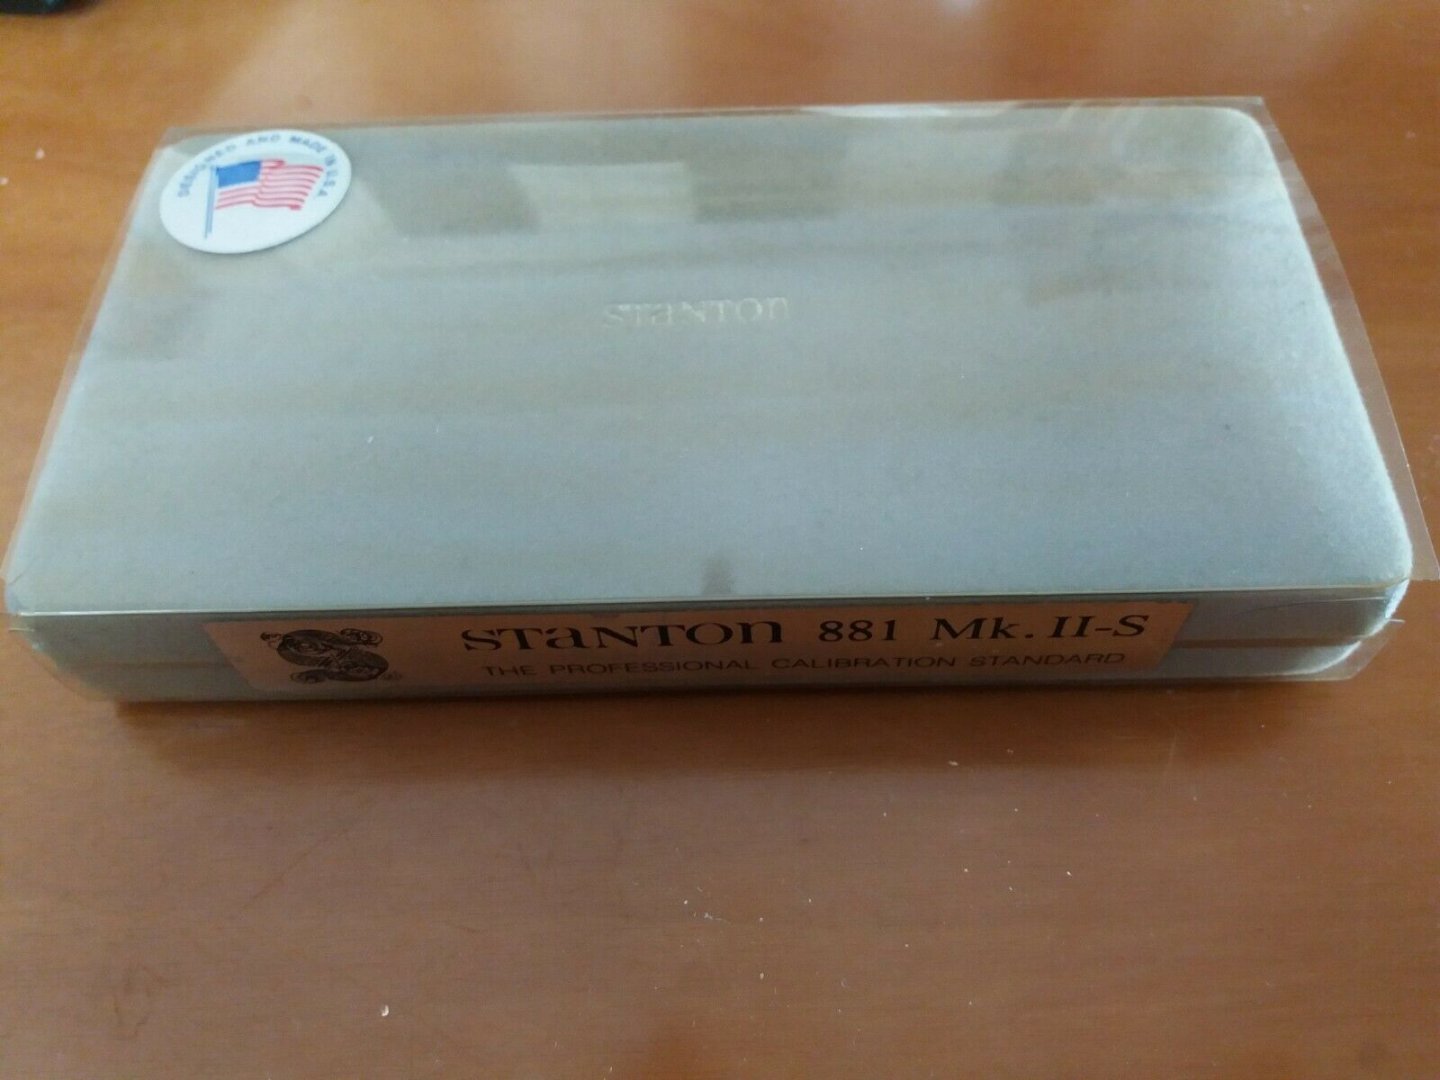 DESIGNED AND MADE IN U.S.A.
STANTON
STANTON 881 Mk. II-S
THE PROFESSIONAL CALIBRATION STANDARD